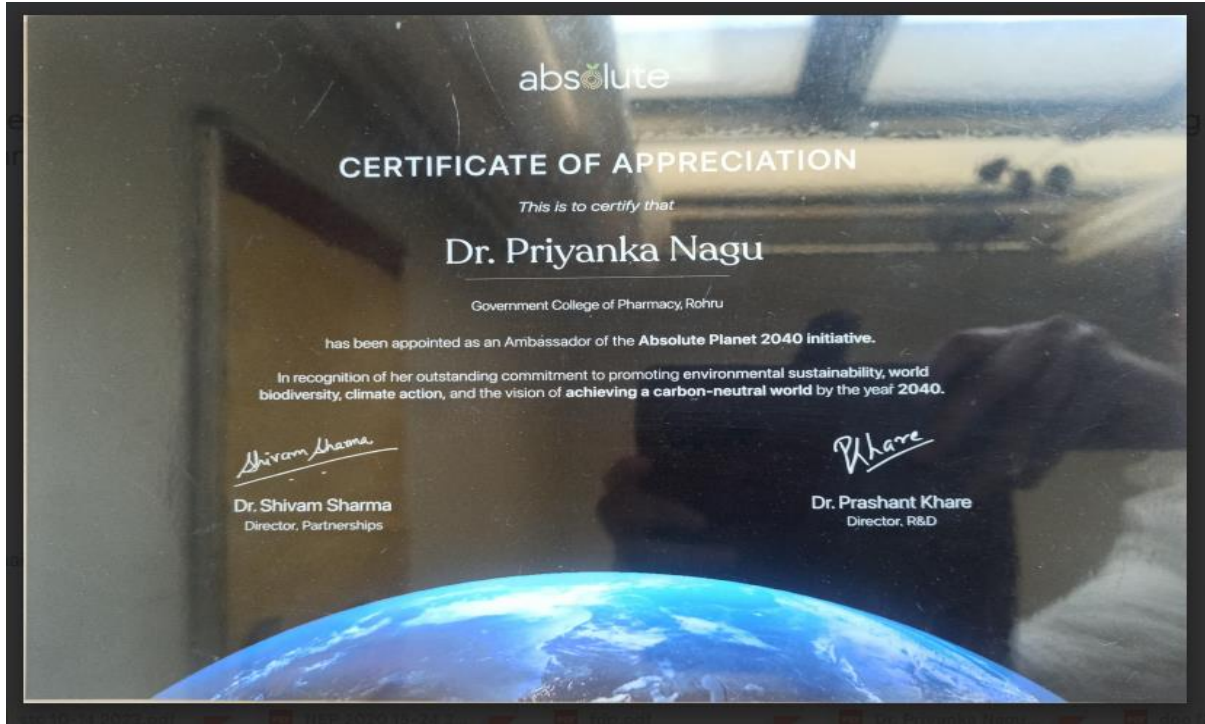 absolute
CERTIFICATE OF APPRECIATION
This is to certify that
Dr. Priyanka Nagu
Government College of Pharmacy, Rohru
has been appointed as an Ambassador of the Absolute Planet 2040 initiative.
In recognition of her outstanding commitment to promoting environmental sustainability, world
biodiversity, climate action, and the vision of achieving a carbon-neutral world by the year 2040.
Shivam Sharma
PKhare
Dr. Shivam Sharma
Director, Partnerships
Dr. Prashant Khare
Director, R&D